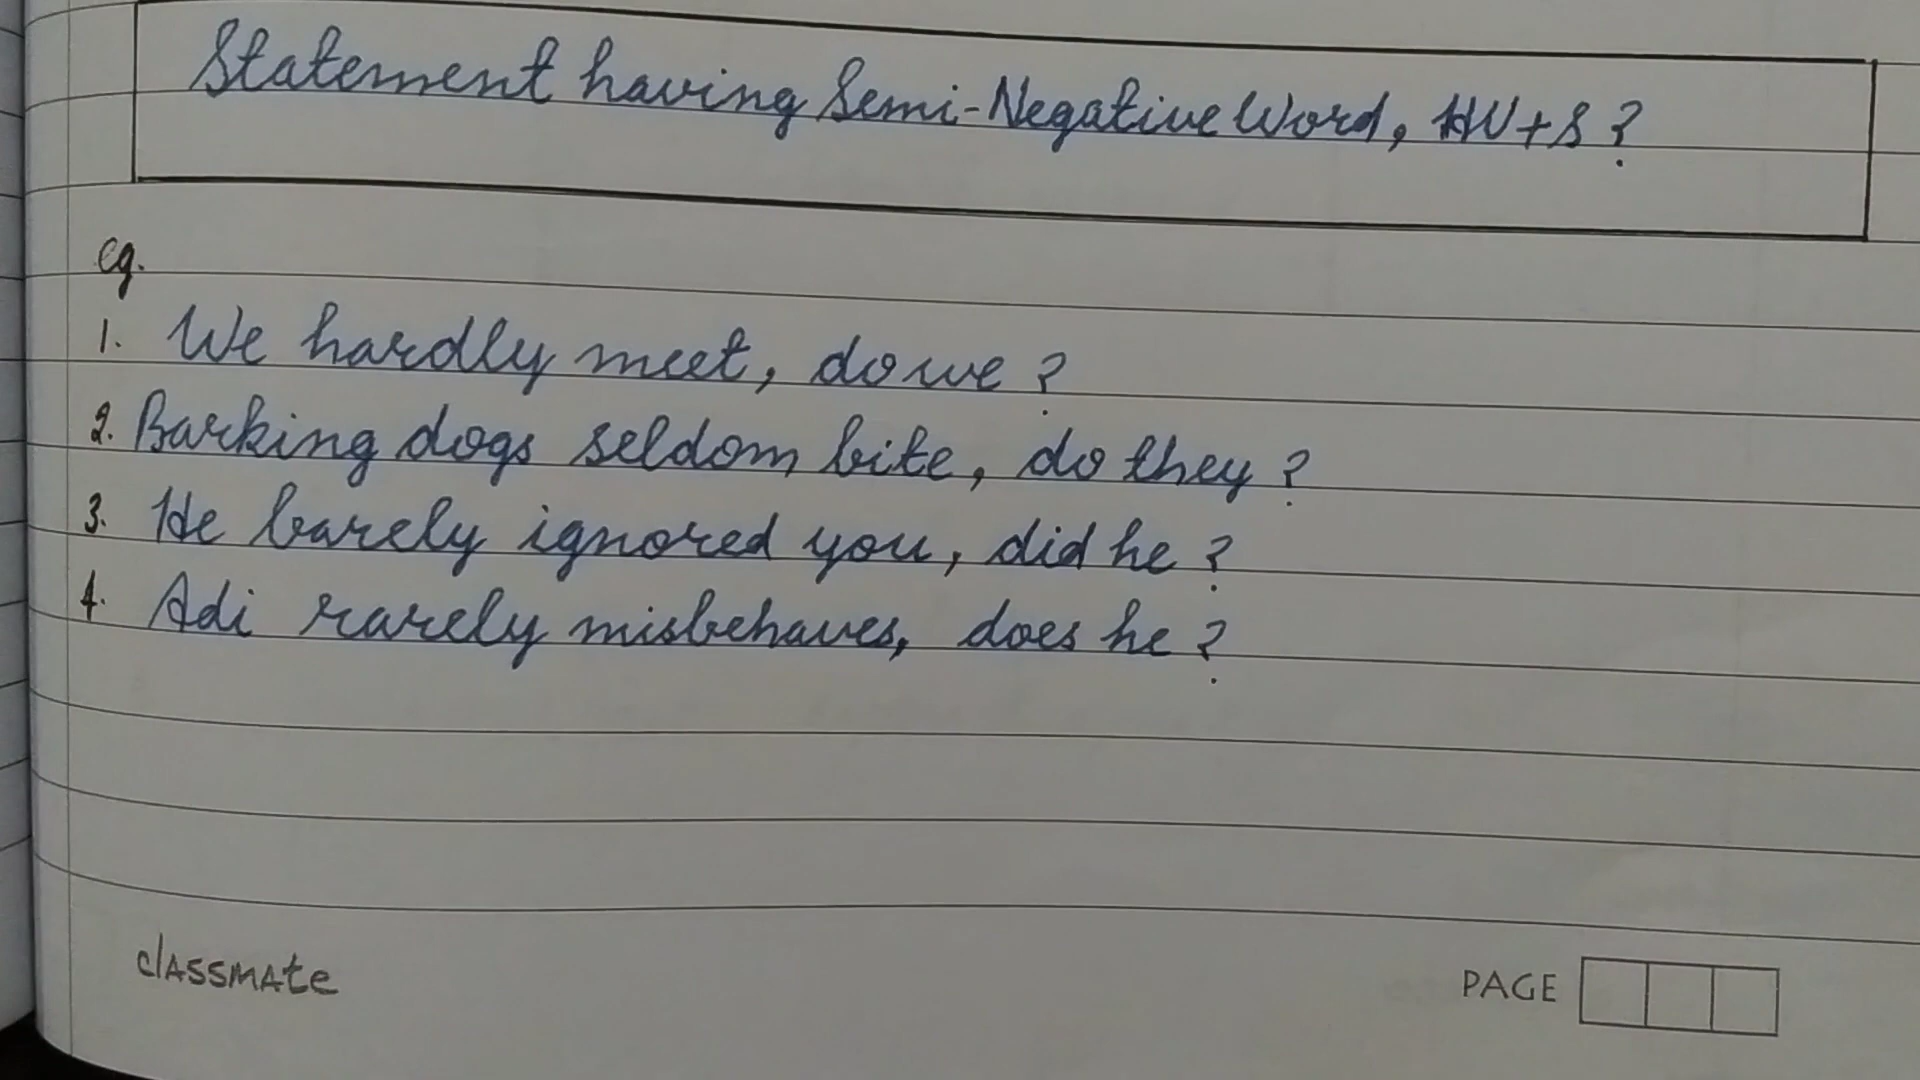 Statement having Semi-Negative Word, HV+S?
eg.
1. We hardly meet, do we?
2. Barking dogs seldom bite, do they?
3. He barely ignored you, did he?
4. Adi rarely misbehaves, does he?
classmate
PAGE